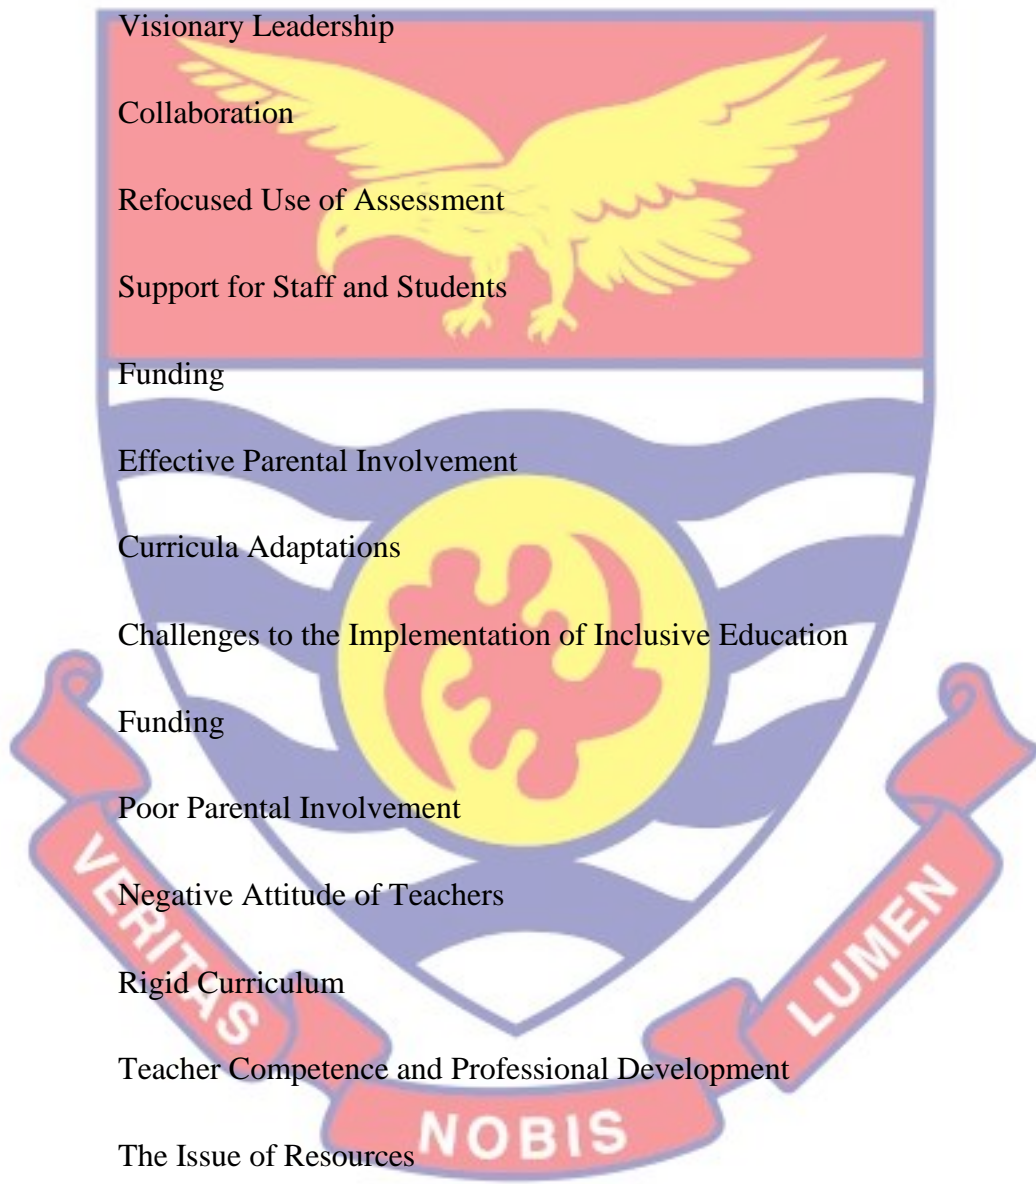 Visionary Leadership
Collaboration
Refocused Use of Assessment
Support for Staff and Students
Funding
Effective Parental Involvement
Curricula Adaptations
Challenges to the Implementation of Inclusive Education
Funding
Poor Parental Involvement
Negative Attitude of Teachers
Rigid Curriculum
Teacher Competence and Professional Development
The Issue of Resources
VERITAS
NOBIS
LUMEN